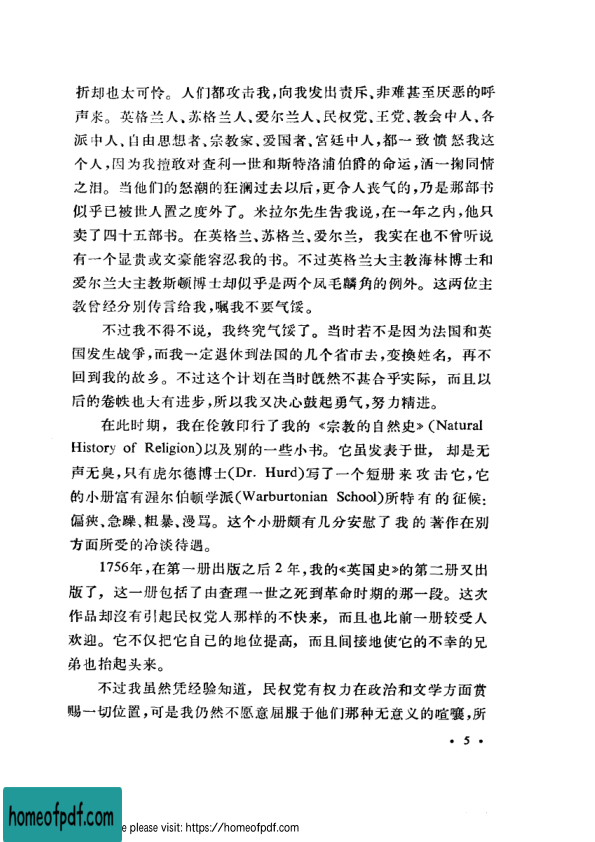 折却也太可怜。人们都攻击我,向我发出责斥、非难甚至厌恶的呼
声来。英格兰人、苏格兰人、爱尔兰人、民权党、王党、教会中人、各
派中人、自由思想者、宗教家、爱国者、宫廷中人,都一致愤怒我这
个人,因为我擅敢对查利一世和斯特洛浦伯爵的命运,洒一掬同情
之泪。当他们的怒潮的狂澜过去以后,更令人丧气的,乃是那部书
似乎已被世人置之度外了。米拉尔先生告我说,在一年之内,他只
卖了四十五部书。在英格兰、苏格兰、爱尔兰,我实在也不曾听说
有一个显贵或文豪能容忍我的书。不过英格兰大主教海林博士和
爱尔兰大主教斯顿博士却似乎是两个凤毛麟角的例外。这两位主
教曾经分别传言给我,嘱我不要气馁。
不过我不得不说,我终究气馁了。当时若不是因为法国和英
国发生战争,而我一定退休到法国的几个省市去,变换姓名,再不
回到我的故乡。不过这个计划在当时既然不甚合乎实际,而且以
后的卷帙也大有进步,所以我又决心鼓起勇气,努力精进。
在此时期,我在伦敦印行了我的《宗教的自然史》(Natural
History of Religion)以及别的一些小书。它虽发表于世,却是无
声无臭,只有虏尔德博士(Dr. Hurd)写了一个短册来攻击它,它
的小册富有渥尔伯顿学派(Warburtonian School)所特有的征候:
偏狭、急躁、粗暴、漫骂。这个小册颇有几分安慰了我的著作在别
方面所受的冷淡待遇。
1756年,在第一册出版之后2年,我的《英国史》的第二册又出
版了,这一册包括了由查理一世之死到革命时期的那一段。这次
作品却沒有引起民权党人那样的不快来,而且也比前一册较受人
欢迎。它不仅把它自己的地位提高,而且间接地使它的不幸的兄
弟也抬起头来。
不过我虽然凭经验知道,民权党有权力在政治和文学方面赏
赐一切位置,可是我仍然不愿意屈服于他们那种无意义的喧嚷,所
• 5 •
homeofpdf.com
e please visit: https://homeofpdf.com